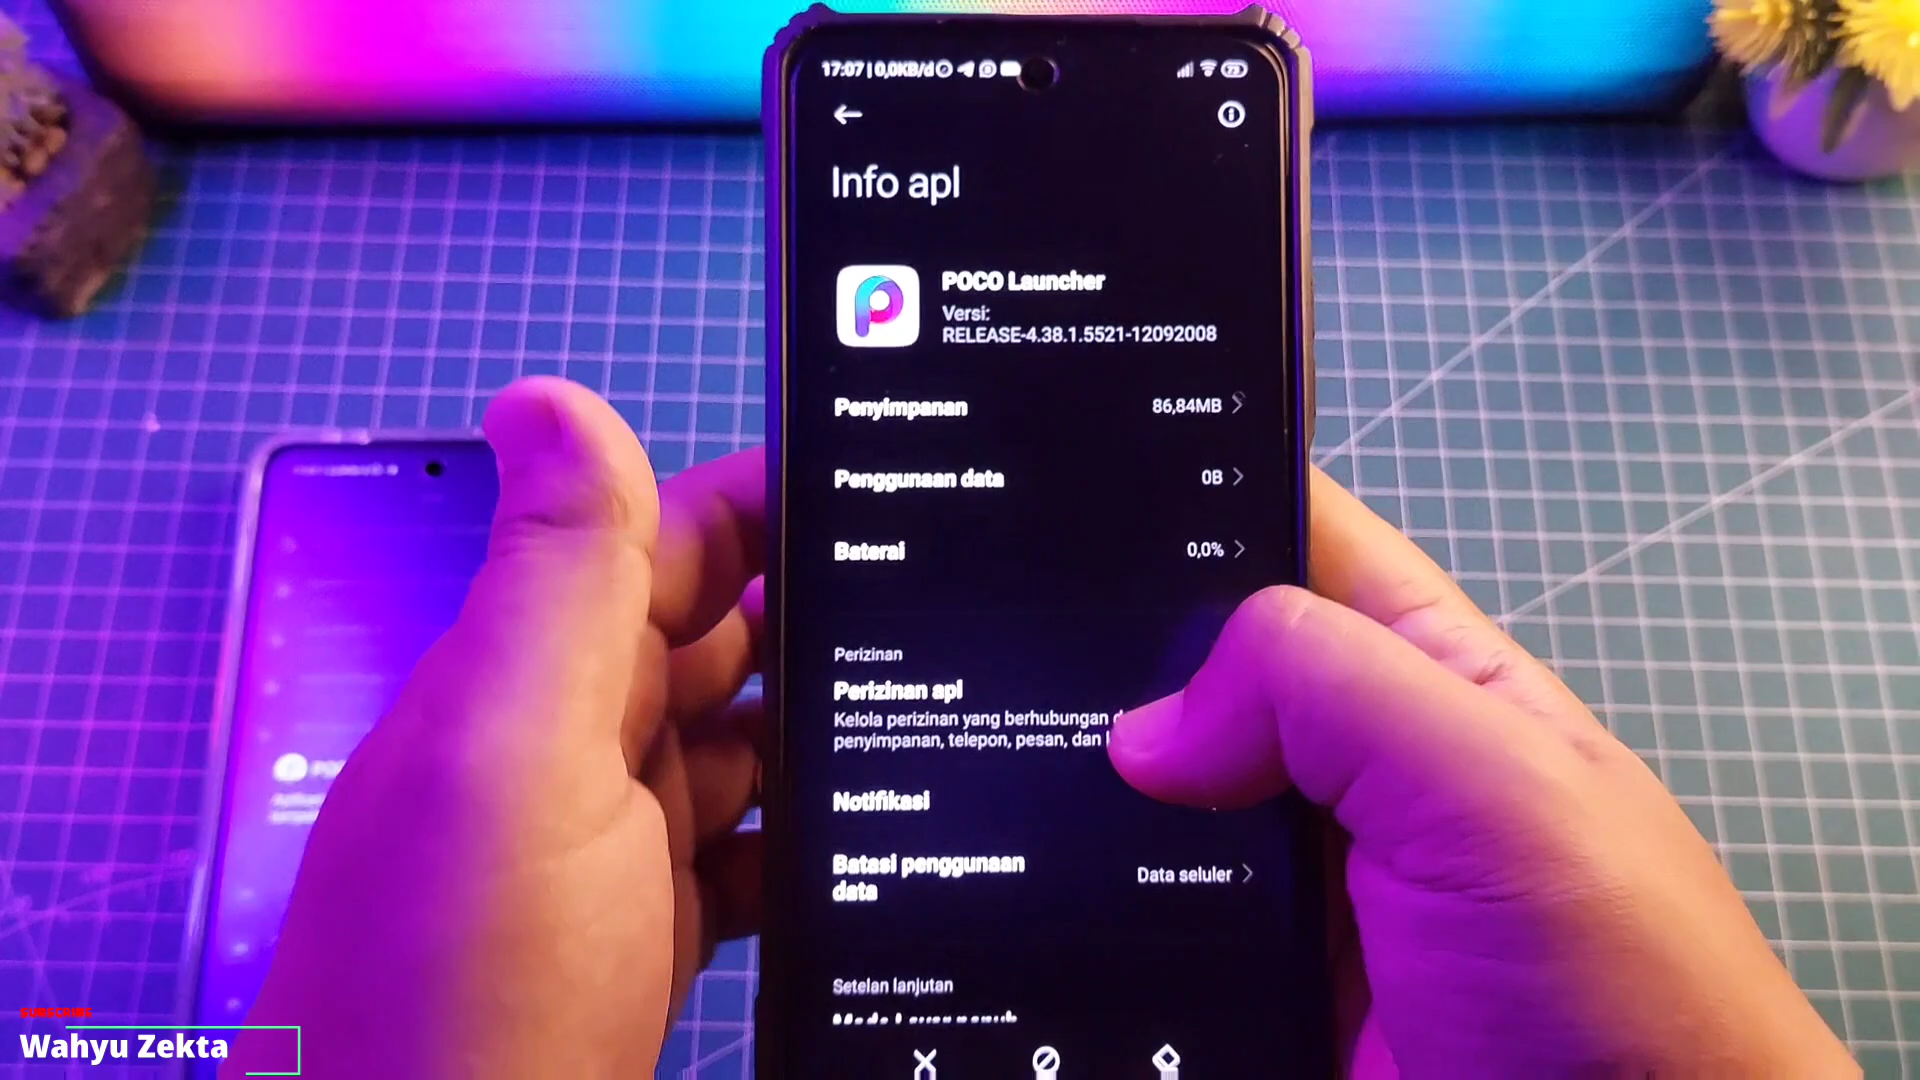 17:07 | 0,0KB/d
73
Info apl
POCO Launcher
Versi:
RELEASE-4.38.1.5521-12092008
Penyimpanan 86,84MB
Penggunaan data 0B
Baterai 0,0%
Perizinan
Perizinan apl
Kelola perizinan yang berhubungan
penyimpanan, telepon, pesan, dan
Notifikasi
Batasi penggunaan
data
Data seluler
Setelan lanjutan
SUBSCRIBE
Wahyu Zekta